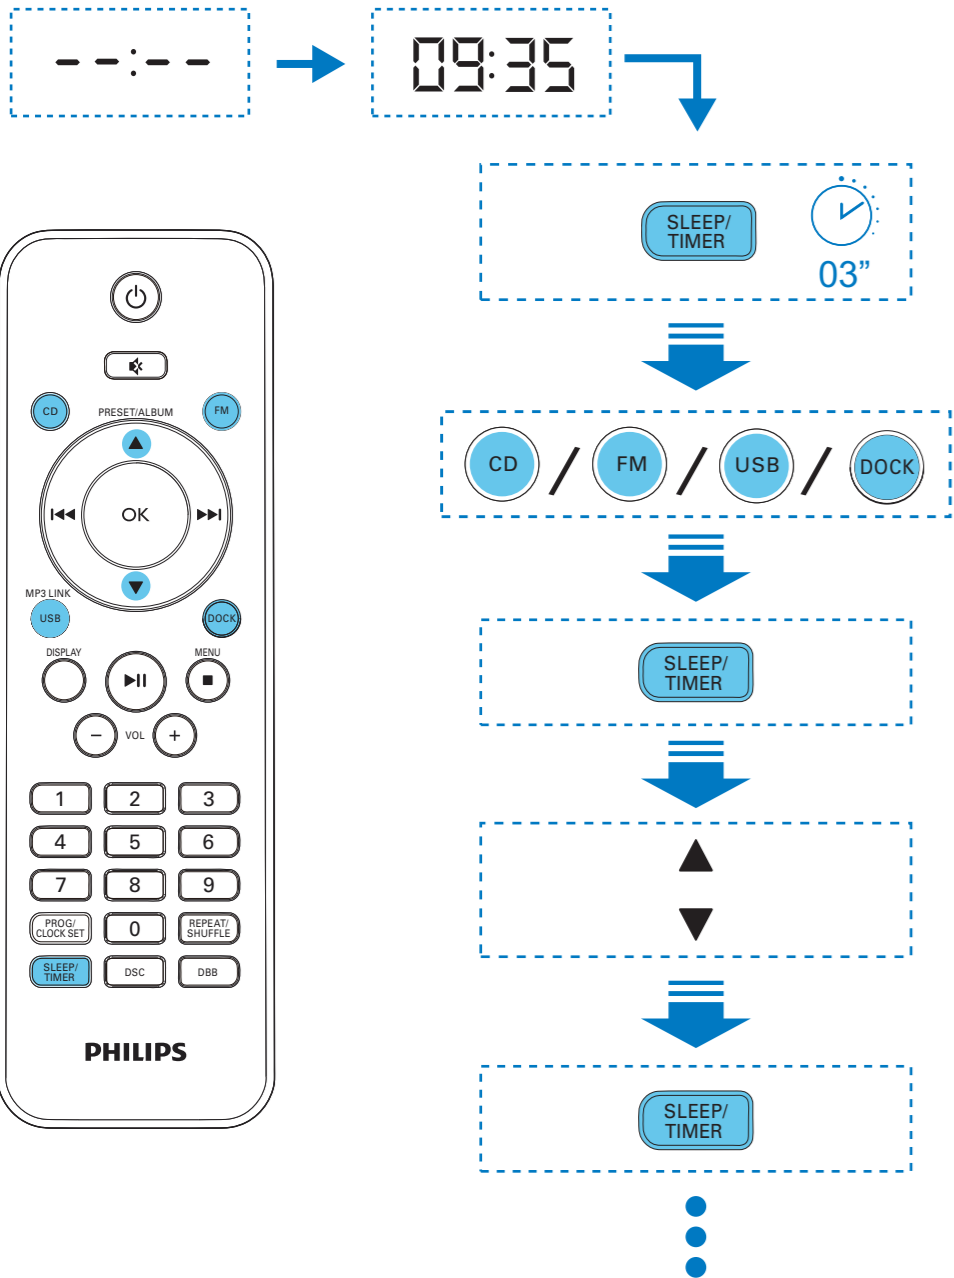 --:--
09:35
SLEEP/
TIMER
03”
CD / FM / USB / DOCK
SLEEP/
TIMER
SLEEP/
TIMER
CD
PRESET/ALBUM
FM
OK
MP3 LINK
USB
DOCK
DISPLAY
MENU
− VOL +
1 2 3
4 5 6
7 8 9
PROG/
CLOCK SET
0
REPEAT/
SHUFFLE
SLEEP/
TIMER
DSC
DBB
PHILIPS